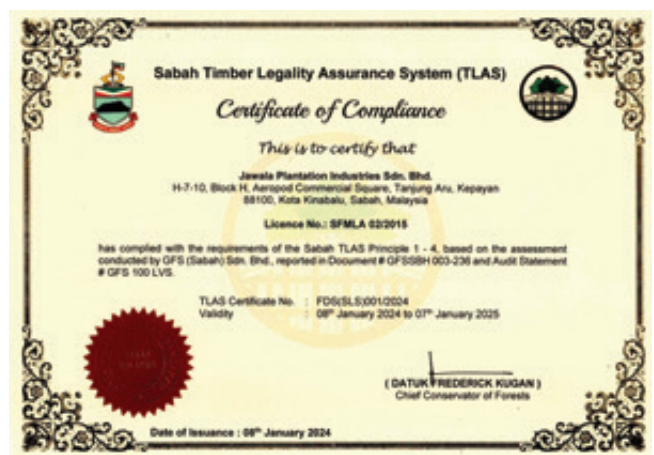 Sabah Timber Legality Assurance System (TLAS)
Certificate of Compliance
This is to certify that
Jawala Plantation Industries Sdn. Bhd.
H-7-10, Block H, Aeropod Commercial Square, Tanjung Aru, Kepayan
88100, Kota Kinabalu, Sabah, Malaysia
Licence No.: SFMLA 02/2015
has complied with the requirements of the Sabah TLAS Principle 1 - 4, based on the assessment
conducted by GFS (Sabah) Sdn. Bhd., reported in Document # GFSSBH 003-236 and Audit Statement
# GFS 100 LVS.
TLAS Certificate No. : FDS(SLS)001/2024
Validity : 08th January 2024 to 07th January 2025
( DATUK FREDERICK KUGAN )
Chief Conservator of Forests
Date of Issuance : 08th January 2024